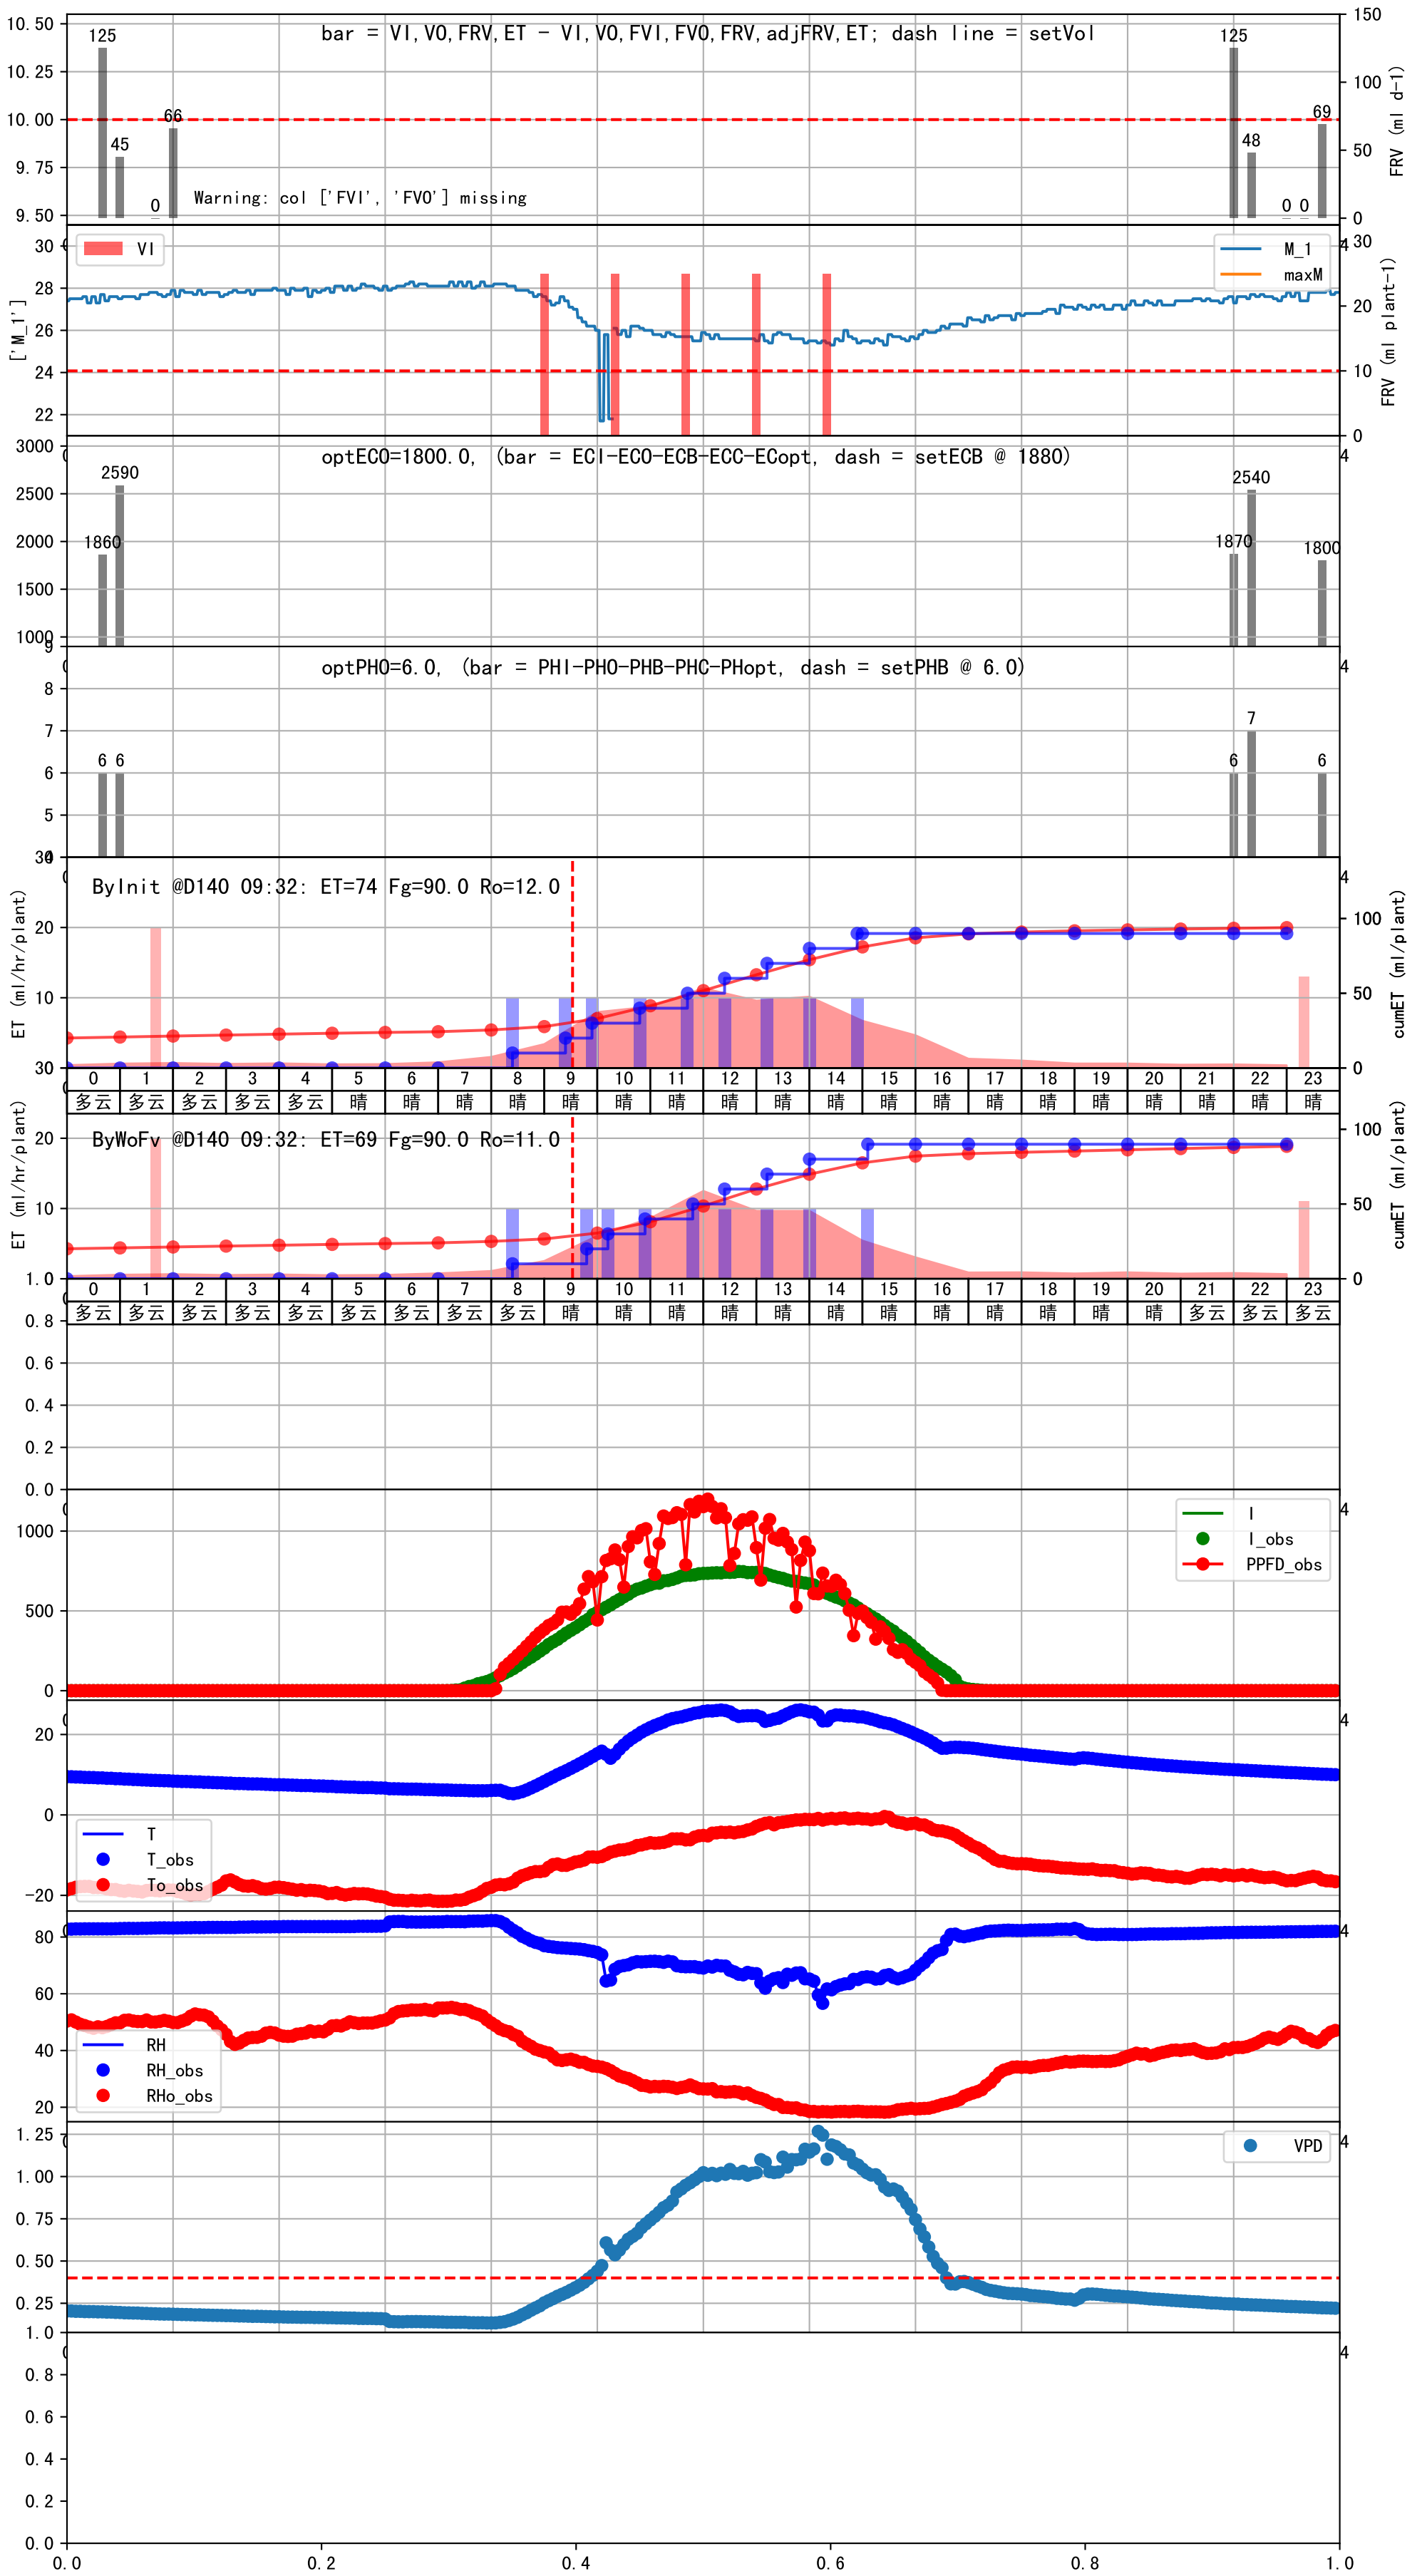 bar = VI,VO,FRV,ET - VI,VO,FVI,FVO,FRV,adjFRV,ET; dash line = setVol
10.50
10.25
10.00
9.75
9.50
125
45
0
66
Warning: col ['FVI', 'FVO'] missing
125
48
0
0
69
150
100
50
0
FRV (ml d-1)
VI
M_1
maxM
['M_1']
30
28
26
24
22
30
20
10
0
FRV (ml plant-1)
optECO=1800.0, (bar = ECI-ECO-ECB-ECC-ECopt, dash = setECB @ 1880)
3000
2500
2000
1500
1000
1860
2590
1870
2540
1800
optPHO=6.0, (bar = PHI-PHO-PHB-PHC-PHopt, dash = setPHB @ 6.0)
9
8
7
6
5
4
6
6
6
7
6
ByInit @D140 09:32: ET=74 Fg=90.0 Ro=12.0
ET (ml/hr/plant)
30
20
10
0
100
50
0
cumET (ml/plant)
0 1 2 3 4 5 6 7 8 9 10 11 12 13 14 15 16 17 18 19 20 21 22 23
多云 多云 多云 多云 多云 晴 晴 晴 晴 晴 晴 晴 晴 晴 晴 晴 晴 晴 晴 晴 晴 晴 晴 晴
ByWoFv @D140 09:32: ET=69 Fg=90.0 Ro=11.0
ET (ml/hr/plant)
30
20
10
100
50
0
cumET (ml/plant)
0 1 2 3 4 5 6 7 8 9 10 11 12 13 14 15 16 17 18 19 20 21 22 23
多云 多云 多云 多云 多云 多云 多云 多云 多云 晴 晴 晴 晴 晴 晴 晴 晴 晴 晴 晴 晴 多云 多云 多云
1.0
0.8
0.6
0.4
0.2
0.0
I
I_obs
PPFD_obs
1000
500
0
T
T_obs
To_obs
20
0
-20
RH
RH_obs
RHo_obs
80
60
40
20
VPD
1.25
1.00
0.75
0.50
0.25
1.0
0.8
0.6
0.4
0.2
0.0
0.0 0.2 0.4 0.6 0.8 1.0